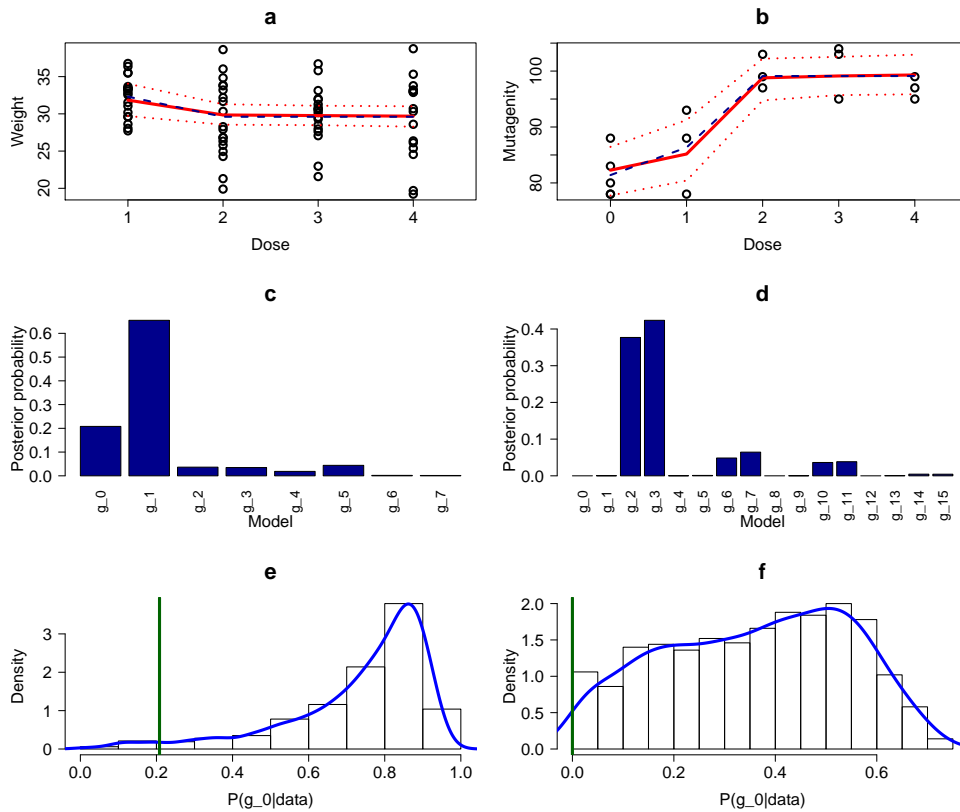 a
Weight
35
30
25
20
1 2 3 4
Dose
b
Mutagenity
100
90
80
0 1 2 3 4
Dose
c
Posterior probability
0.6
0.5
0.4
0.3
0.2
0.1
0.0
g_0 g_1 g_2 g_3 g_4 g_5 g_6 g_7
Model
d
Posterior probability
0.4
0.3
0.2
0.1
0.0
g_0 g_1 g_2 g_3 g_4 g_5 g_6 g_7 g_8 g_9 g_10 g_11 g_12 g_13 g_14 g_15
Model
e
Density
3
2
1
0
0.0 0.2 0.4 0.6 0.8 1.0
P(g_0|data)
f
Density
2.0
1.5
1.0
0.5
0.0
0.0 0.2 0.4 0.6
P(g_0|data)